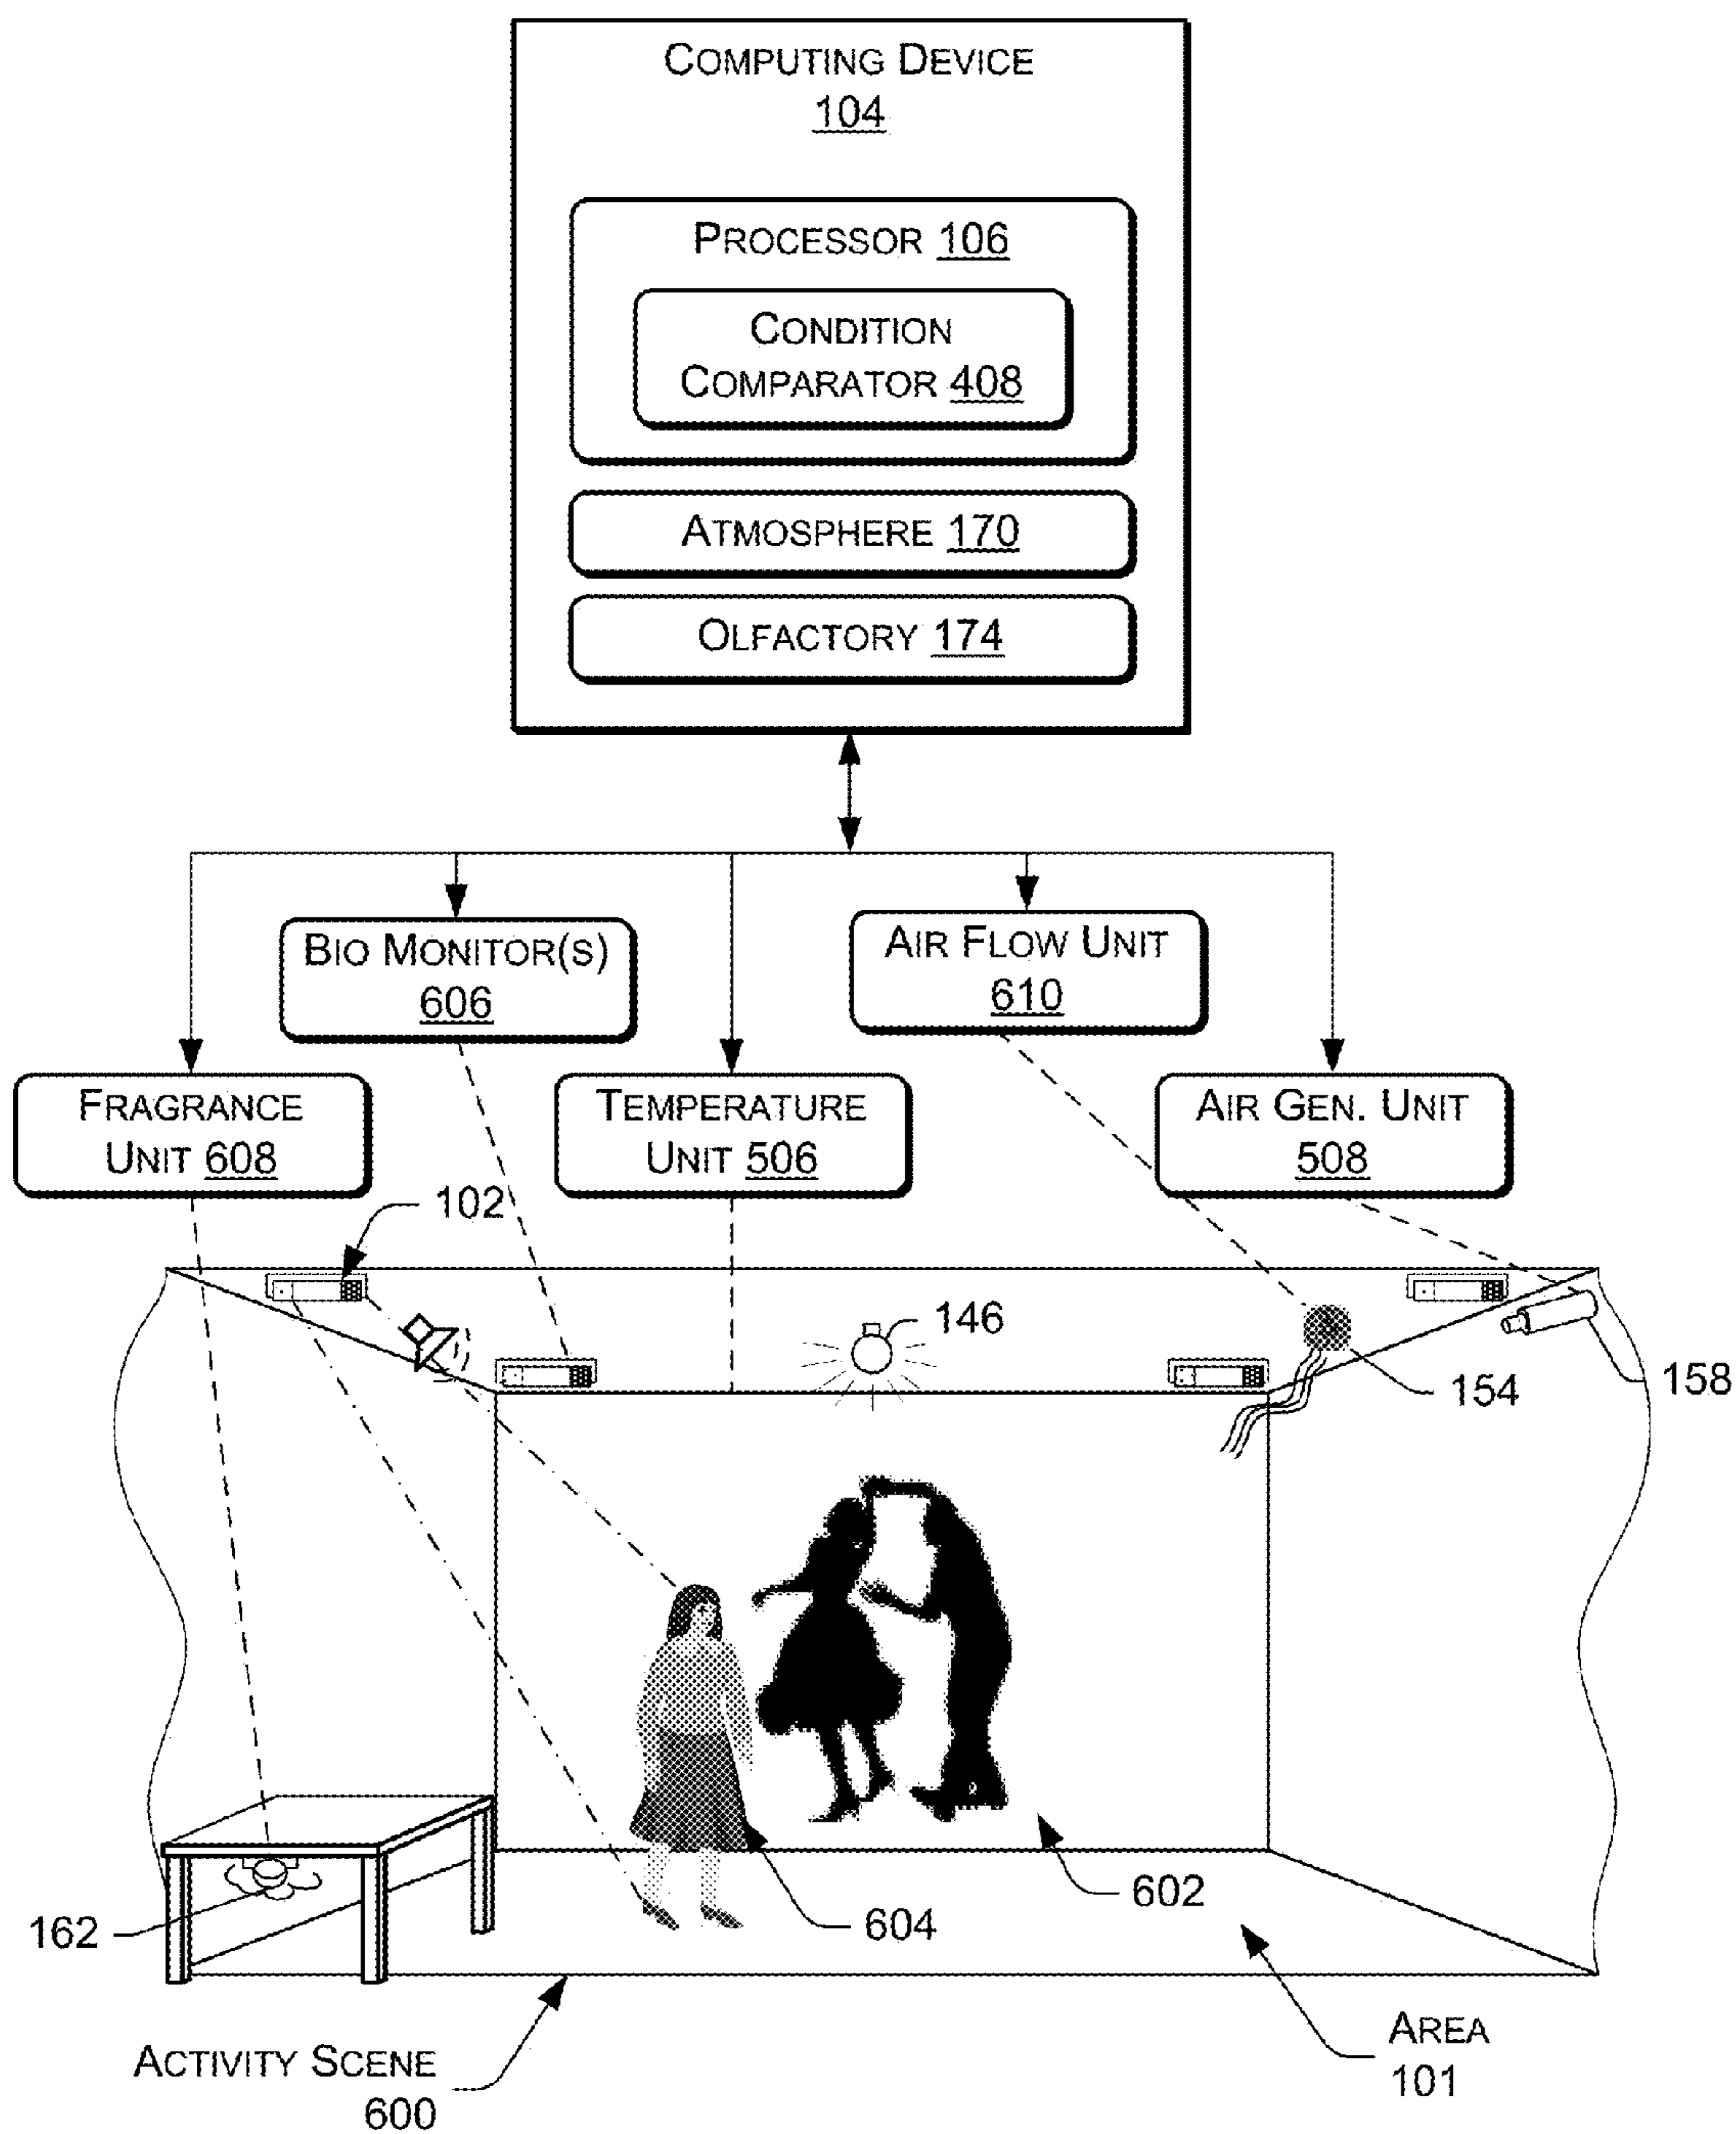 COMPUTING DEVICE
104
PROCESSOR 106
CONDITION
COMPARATOR 408
ATMOSPHERE 170
OLFACTORY 174
BIO MONITOR(S)
606
AIR FLOW UNIT
610
FRAGRANCE
UNIT 608
TEMPERATURE
UNIT 506
AIR GEN. UNIT
508
102
146
154
158
162
604
602
ACTIVITY SCENE
600
AREA
101